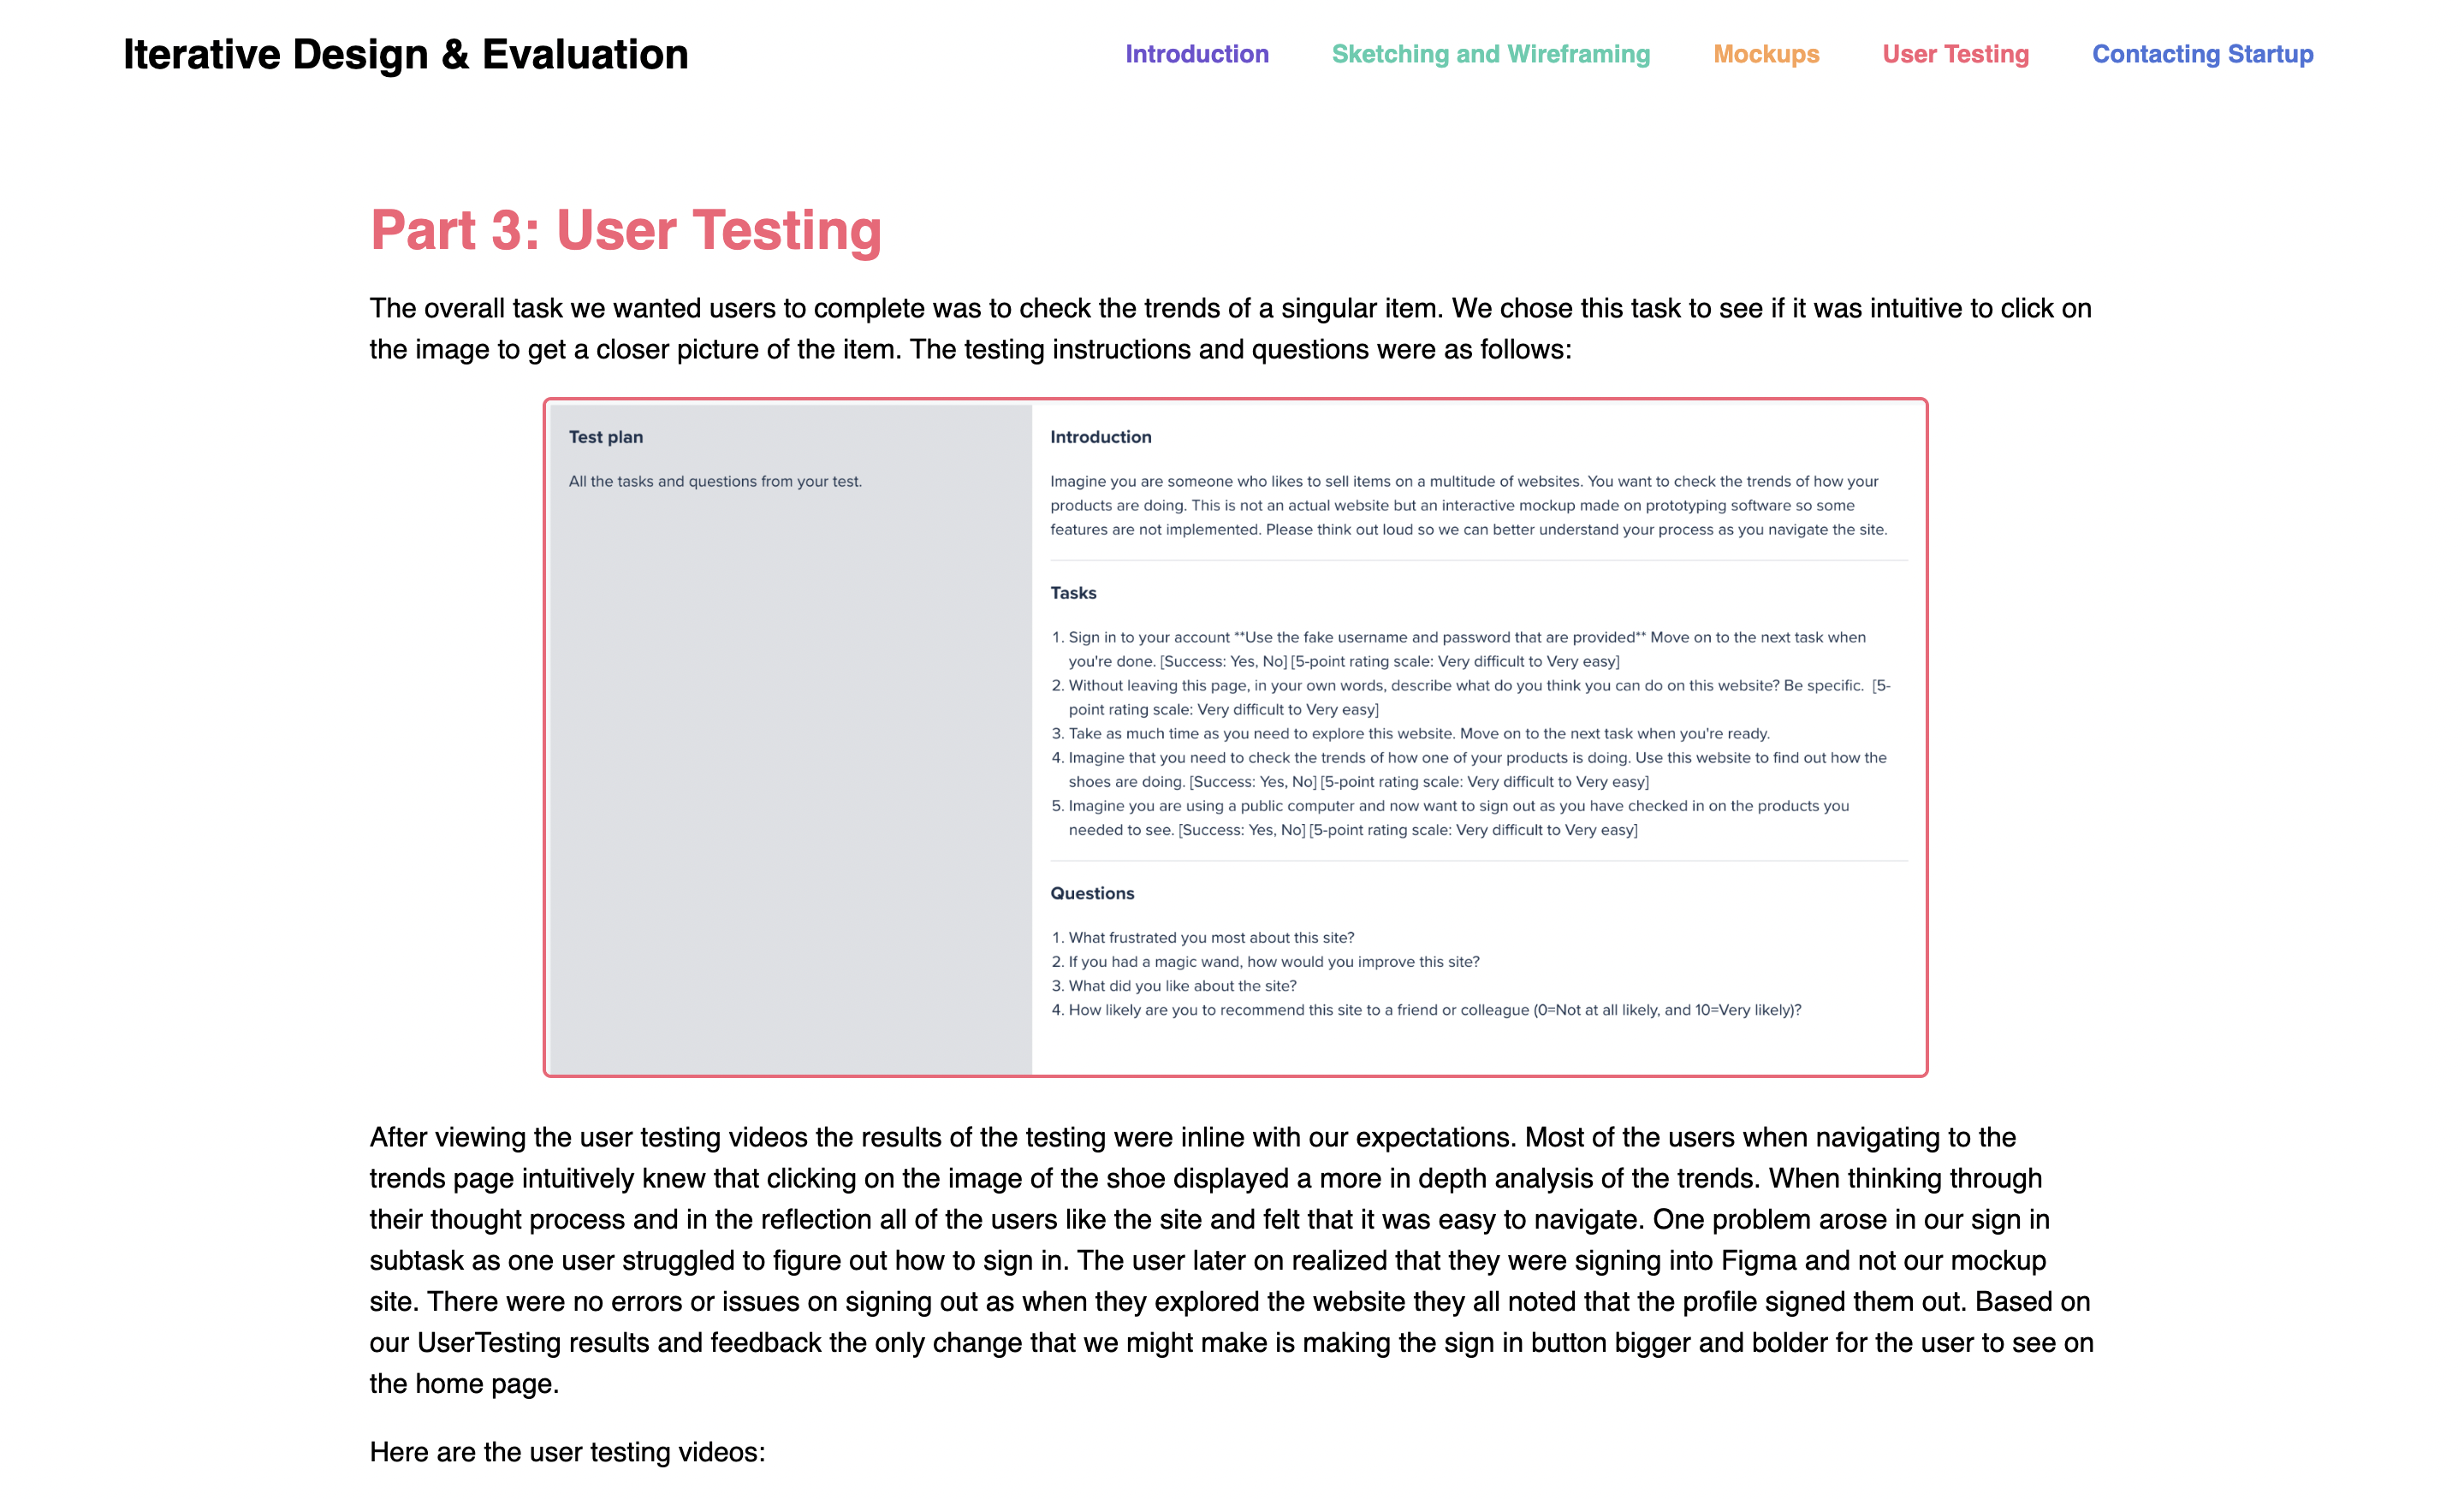 Iterative Design & Evaluation
Introduction
Sketching and Wireframing
Mockups
User Testing
Contacting Startup
Part 3: User Testing
The overall task we wanted users to complete was to check the trends of a singular item. We chose this task to see if it was intuitive to click on
the image to get a closer picture of the item. The testing instructions and questions were as follows:
Test plan
All the tasks and questions from your test.
Introduction
Imagine you are someone who likes to sell items on a multitude of websites. You want to check the trends of how your
products are doing. This is not an actual website but an interactive mockup made on prototyping software so some
features are not implemented. Please think out loud so we can better understand your process as you navigate the site.
Tasks
1. Sign in to your account **Use the fake username and password that are provided** Move on to the next task when
you're done. [Success: Yes, No] [5-point rating scale: Very difficult to Very easy]
2. Without leaving this page, in your own words, describe what do you think you can do on this website? Be specific. [5-
point rating scale: Very difficult to Very easy]
3. Take as much time as you need to explore this website. Move on to the next task when you're ready.
4. Imagine that you need to check the trends of how one of your products is doing. Use this website to find out how the
shoes are doing. [Success: Yes, No] [5-point rating scale: Very difficult to Very easy]
5. Imagine you are using a public computer and now want to sign out as you have checked in on the products you
needed to see. [Success: Yes, No] [5-point rating scale: Very difficult to Very easy]
Questions
1. What frustrated you most about this site?
2. If you had a magic wand, how would you improve this site?
3. What did you like about the site?
4. How likely are you to recommend this site to a friend or colleague (0=Not at all likely, and 10=Very likely)?
After viewing the user testing videos the results of the testing were inline with our expectations. Most of the users when navigating to the
trends page intuitively knew that clicking on the image of the shoe displayed a more in depth analysis of the trends. When thinking through
their thought process and in the reflection all of the users like the site and felt that it was easy to navigate. One problem arose in our sign in
subtask as one user struggled to figure out how to sign in. The user later on realized that they were signing into Figma and not our mockup
site. There were no errors or issues on signing out as when they explored the website they all noted that the profile signed them out. Based on
our UserTesting results and feedback the only change that we might make is making the sign in button bigger and bolder for the user to see on
the home page.
Here are the user testing videos: